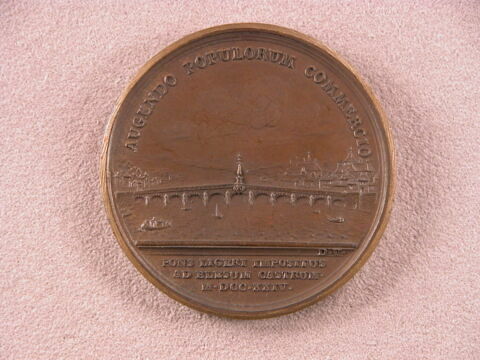 AUGENDO POPULORUM COMMERCIO
PONS LIGERI IMPOSITUS
AD BLESUM CASTRUM.
M·DCC·XXIV.